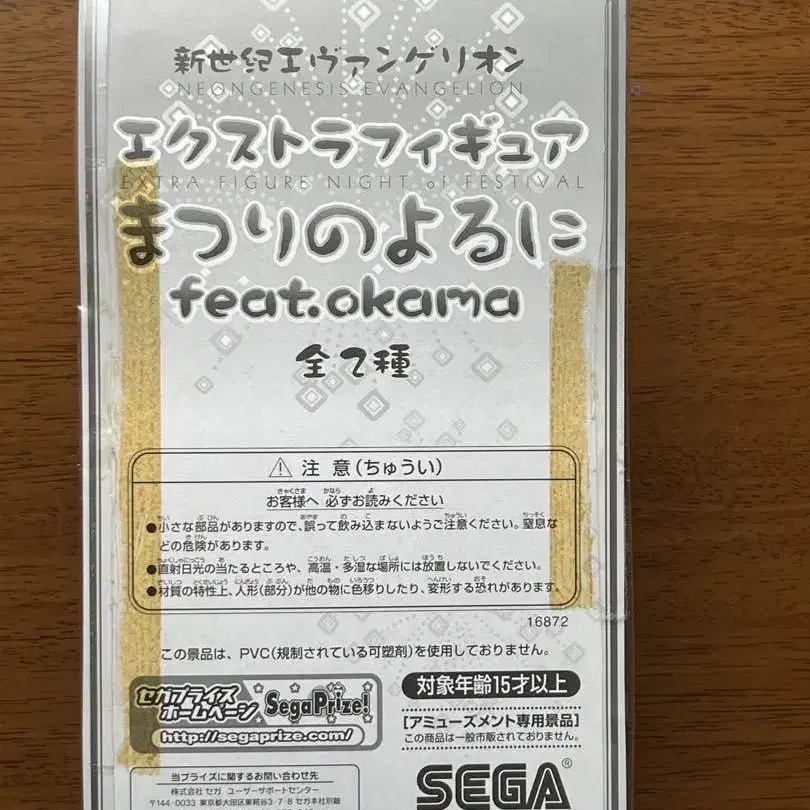 新世紀エヴァンゲリオン
NEONGENESIS EVANGELION
エクストラフィギュア
EXTRA FIGURE NIGHT of FESTIVAL
まつりのよるに
feat.okama
全2種
⚠ 注意(ちゅうい)
お客様へ 必ずお読みください
●小さな部品がありますので、誤って飲み込まないようご注意ください。窒息な
どの危険があります。
●直射日光の当たるところや、高温・多湿な場所には放置しないでください。
●材質の特性上、人形(部分)が他の物に色移りしたり、変形する恐れがあります。
16872
この景品は、PVC(規制されている可塑剤)を使用しておりません。
セガプライズ
ホームページ
SegaPrize!
http://segaprize.com/
対象年齢15才以上
[アミューズメント専用景品]
この商品は一般市販されておりません。
当プライズに関するお問い合わせ先
株式会社 セガ ユーザーサポートセンター
〒144-0033 東京都大田区東糀谷3-7-8 セガ本社別館
SEGA®